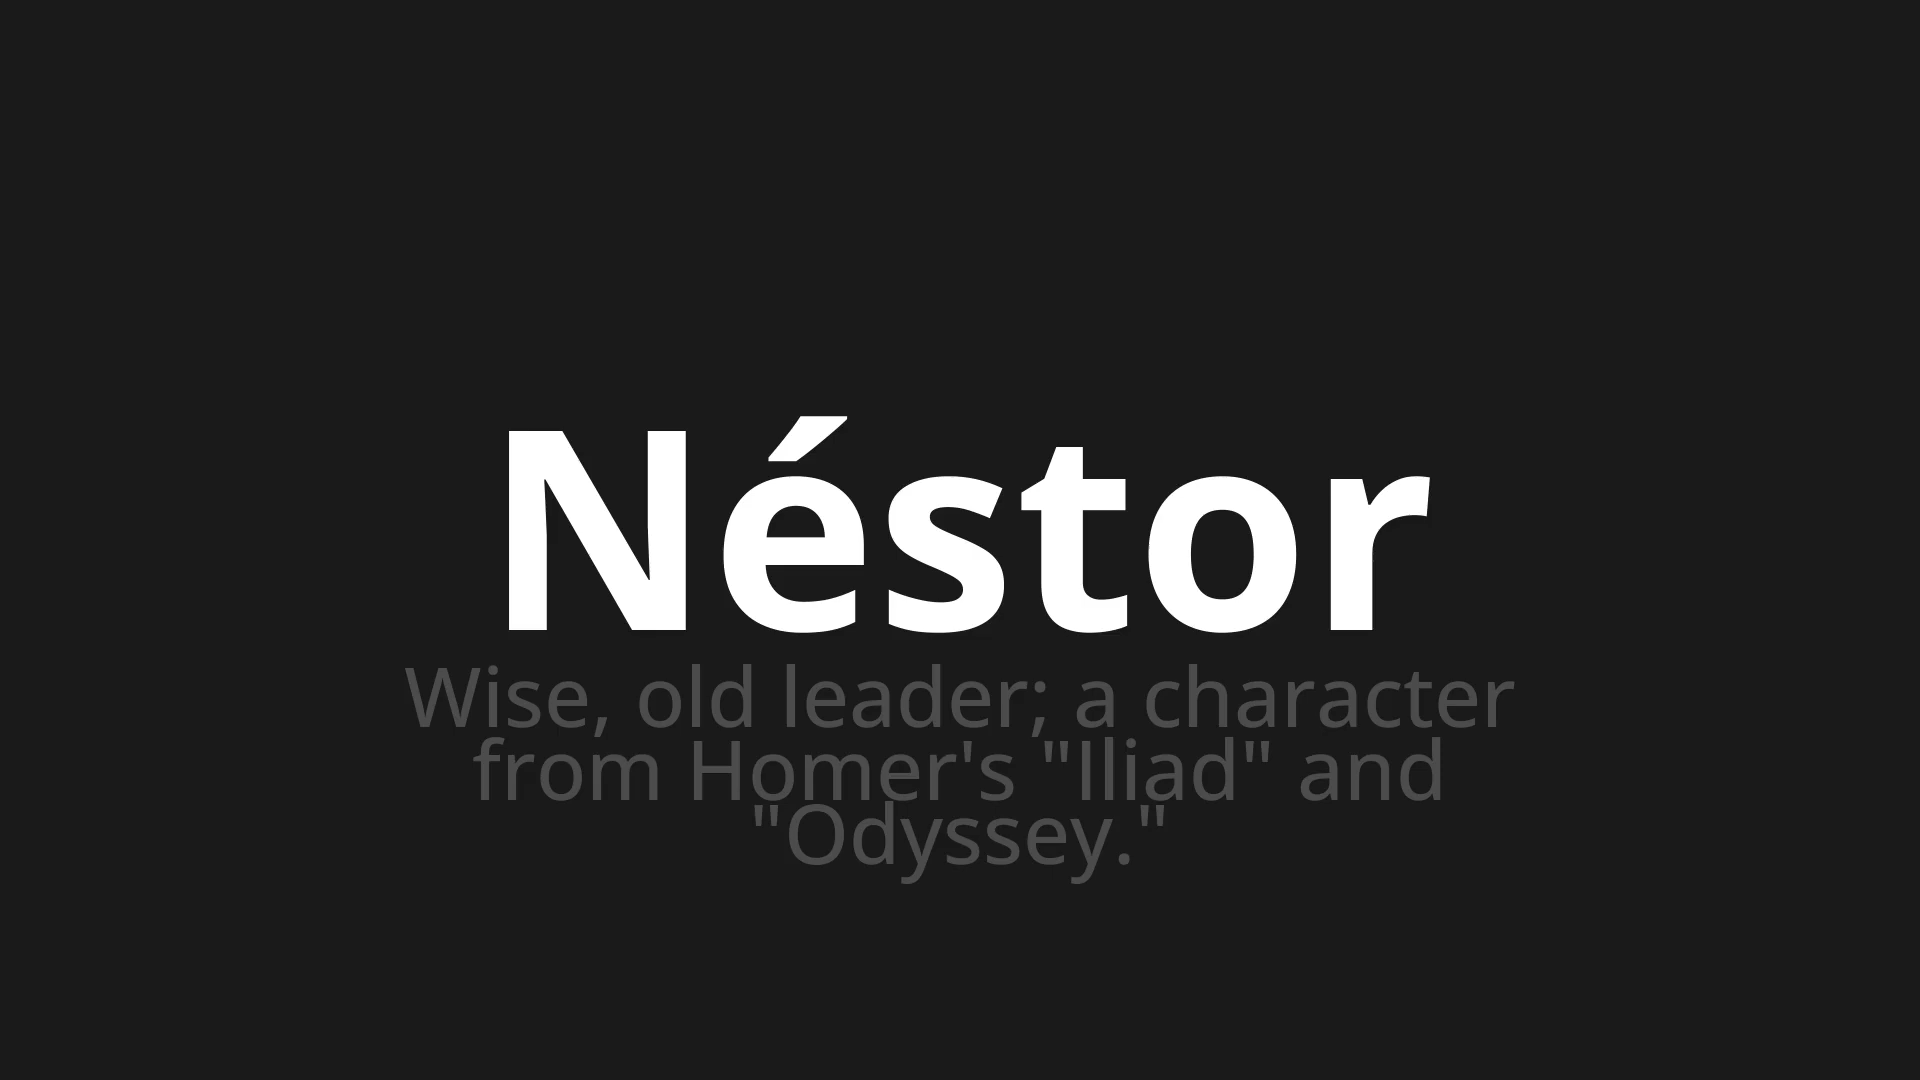 Néstor
Wise, old leader; a character
from Homer's "Iliad" and
"Odyssey."